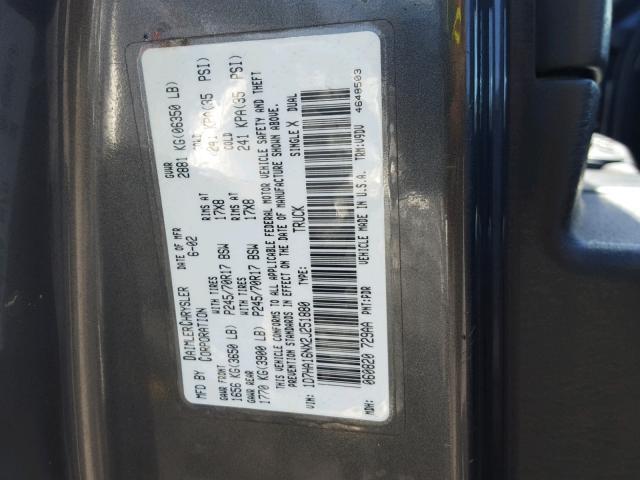 MFD BY DAIMLERCHRYSLER CORPORATION DATE OF MFR 6-02 GVWR 2881 KG(06350 LB)
GAWR FRONT 1656 KG(3650 LB) WITH TIRES P245/70R17 BSW RIMS AT 17X8 COLD 241 KPA(35 PSI)
GAWR REAR 1770 KG(3900 LB) WITH TIRES P245/70R17 BSW RIMS AT 17X8 COLD 241 KPA(35 PSI)
THIS VEHICLE CONFORMS TO ALL APPLICABLE FEDERAL MOTOR VEHICLE SAFETY AND THEFT
PREVENTION STANDARDS IN EFFECT ON THE DATE OF MANUFACTURE SHOWN ABOVE.
VIN: 1D7HA16NX2J251880 TYPE: TRUCK SINGLE X DUAL
MDH: 060820 729AA PNT:PDR VEHICLE MADE IN U.S.A. TRM:U9DV
4648503